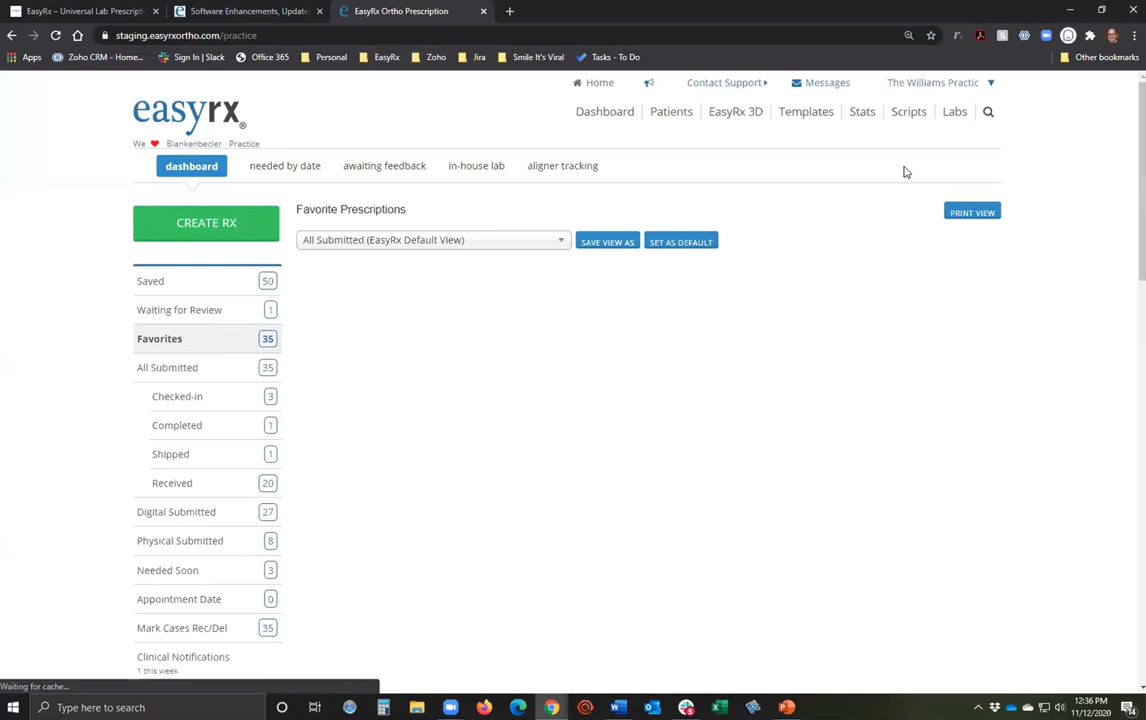 EasyRx – Universal Lab Prescripti
Software Enhancements, Update
EasyRx Ortho Prescription
staging.easyrxortho.com/practice
Apps
Zoho CRM - Home...
Sign In | Slack
Office 365
Personal
EasyRx
Zoho
Jira
Smile It's Viral
Tasks - To Do
Other bookmarks
Home
Contact Support
Messages
The Williams Practic
easyrx®
Dashboard
Patients
EasyRx 3D
Templates
Stats
Scripts
Labs
We ❤ Blankenbecler Practice
dashboard
needed by date
awaiting feedback
in-house lab
aligner tracking
CREATE RX
Favorite Prescriptions
PRINT VIEW
All Submitted (EasyRx Default View)
SAVE VIEW AS
SET AS DEFAULT
Saved 50
Waiting for Review 1
Favorites 35
All Submitted 35
Checked-in 3
Completed 1
Shipped 1
Received 20
Digital Submitted 27
Physical Submitted 8
Needed Soon 3
Appointment Date 0
Mark Cases Rec/Del 35
Clinical Notifications
1 this week
Waiting for cache...
Type here to search
12:36 PM
11/12/2020